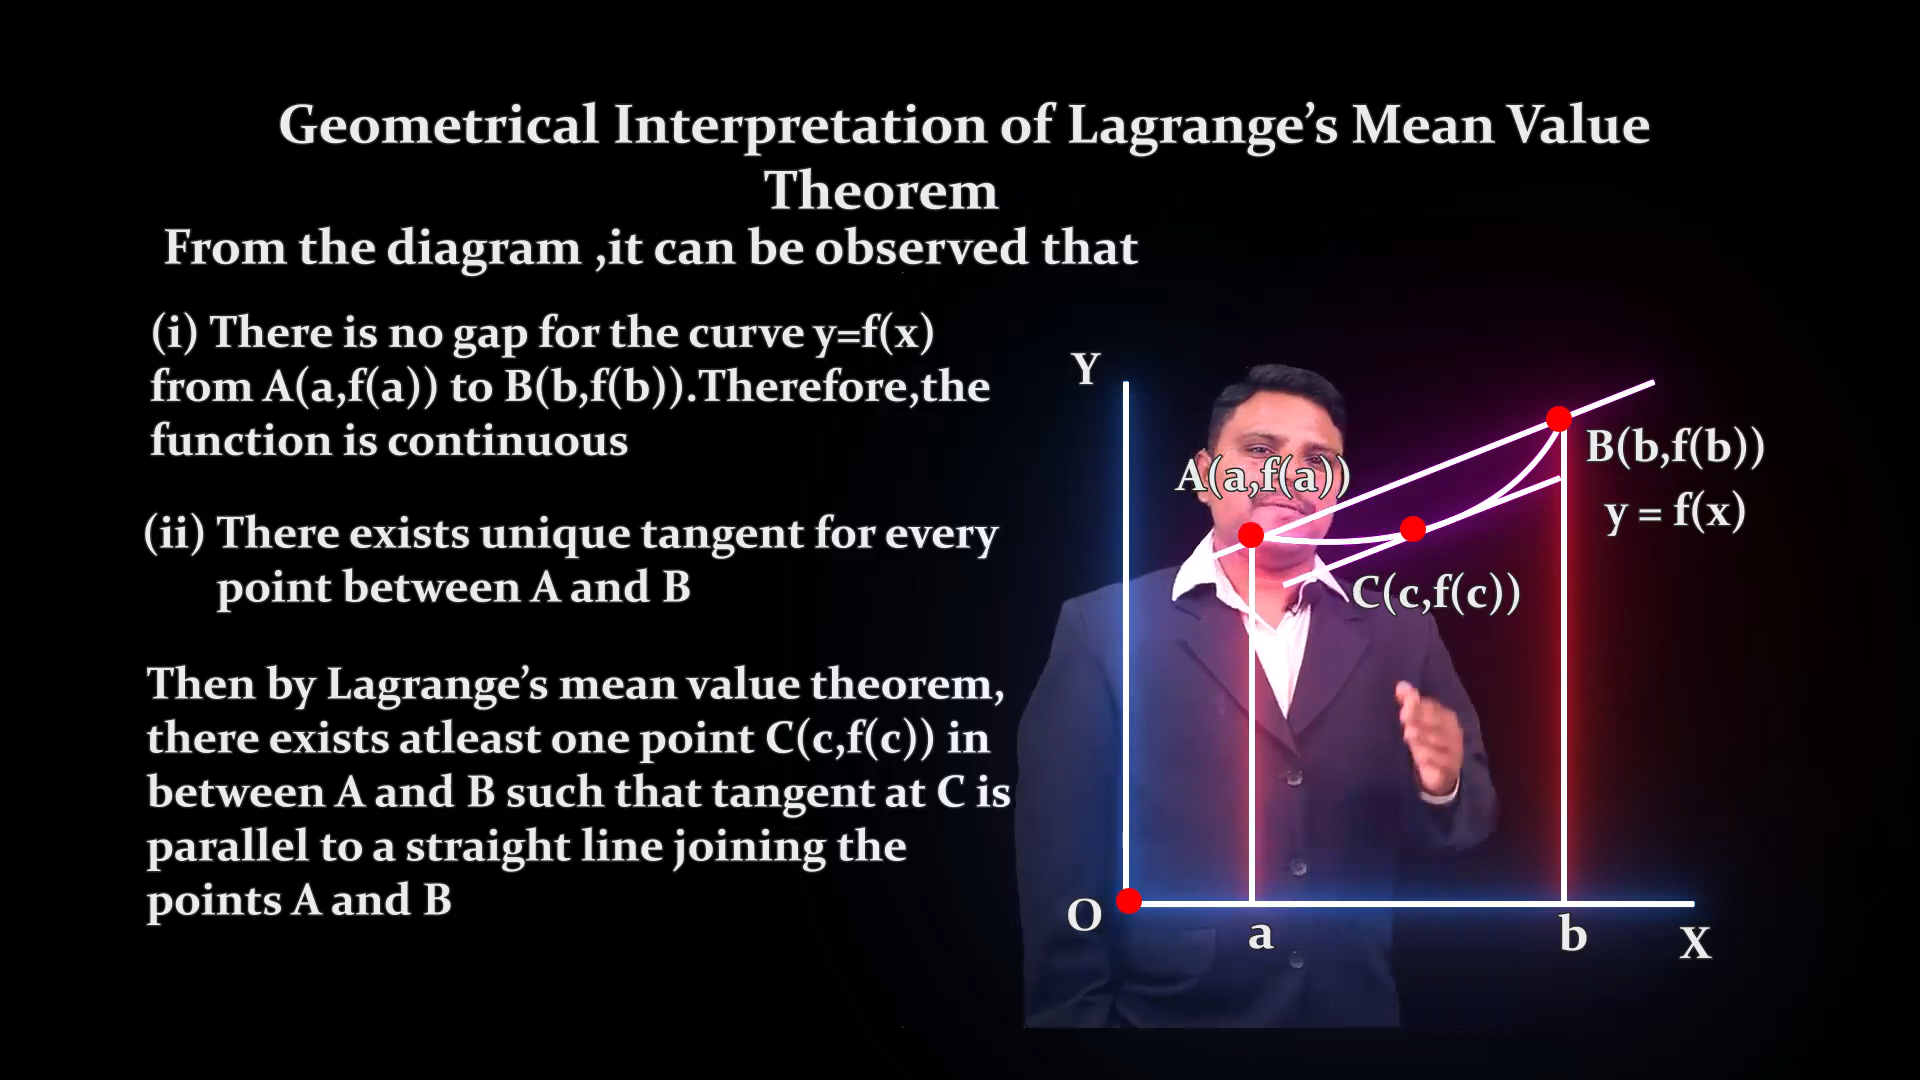 Geometrical Interpretation of Lagrange’s Mean Value
Theorem
From the diagram ,it can be observed that
(i) There is no gap for the curve y=f(x)
from A(a,f(a)) to B(b,f(b)).Therefore,the
function is continuous
(ii) There exists unique tangent for every
point between A and B
Then by Lagrange’s mean value theorem,
there exists atleast one point C(c,f(c)) in
between A and B such that tangent at C is
parallel to a straight line joining the
points A and B
Y
A(a,f(a))
B(b,f(b))
y = f(x)
C(c,f(c))
O
a
b
X